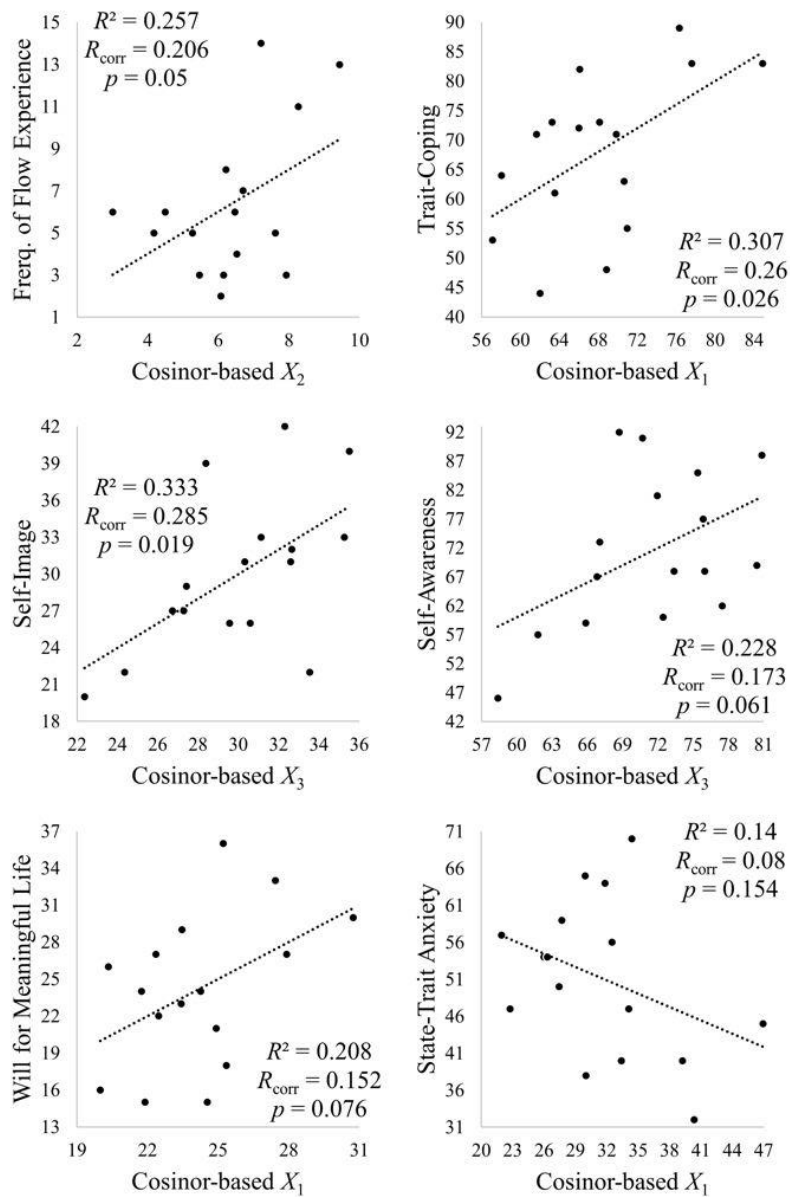 R² = 0.257
Rcorr = 0.206
p = 0.05
Frerq. of Flow Experience
15
13
11
9
7
5
3
1
2 4 6 8 10
Cosinor-based X2
Trait-Coping
90
85
80
75
70
65
60
55
50
45
40
R² = 0.307
Rcorr = 0.26
p = 0.026
56 60 64 68 72 76 80 84
Cosinor-based X1
Self-Image
42
39
36
33
30
27
24
21
18
R² = 0.333
Rcorr = 0.285
p = 0.019
22 24 26 28 30 32 34 36
Cosinor-based X3
Self-Awareness
92
87
82
77
72
67
62
57
52
47
42
R² = 0.228
Rcorr = 0.173
p = 0.061
57 60 63 66 69 72 75 78 81
Cosinor-based X3
Will for Meaningful Life
37
34
31
28
25
22
19
16
13
R² = 0.208
Rcorr = 0.152
p = 0.076
19 22 25 28 31
Cosinor-based X1
State-Trait Anxiety
71
66
61
56
51
46
41
36
31
R² = 0.14
Rcorr = 0.08
p = 0.154
20 23 26 29 32 35 38 41 44 47
Cosinor-based X1